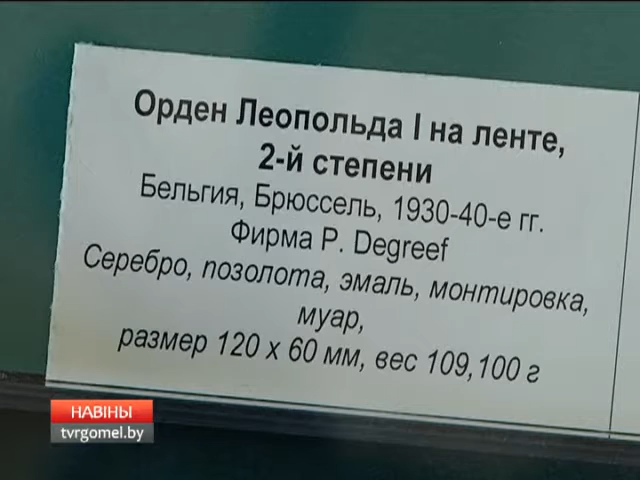 Орден Леопольда I на ленте,
2-й степени
Бельгия, Брюссель, 1930-40-е гг.
Фирма P. Degreef
Серебро, позолота, эмаль, монтировка,
муар,
размер 120 x 60 мм, вес 109,100 г
НАВІНЫ
tvrgomel.by